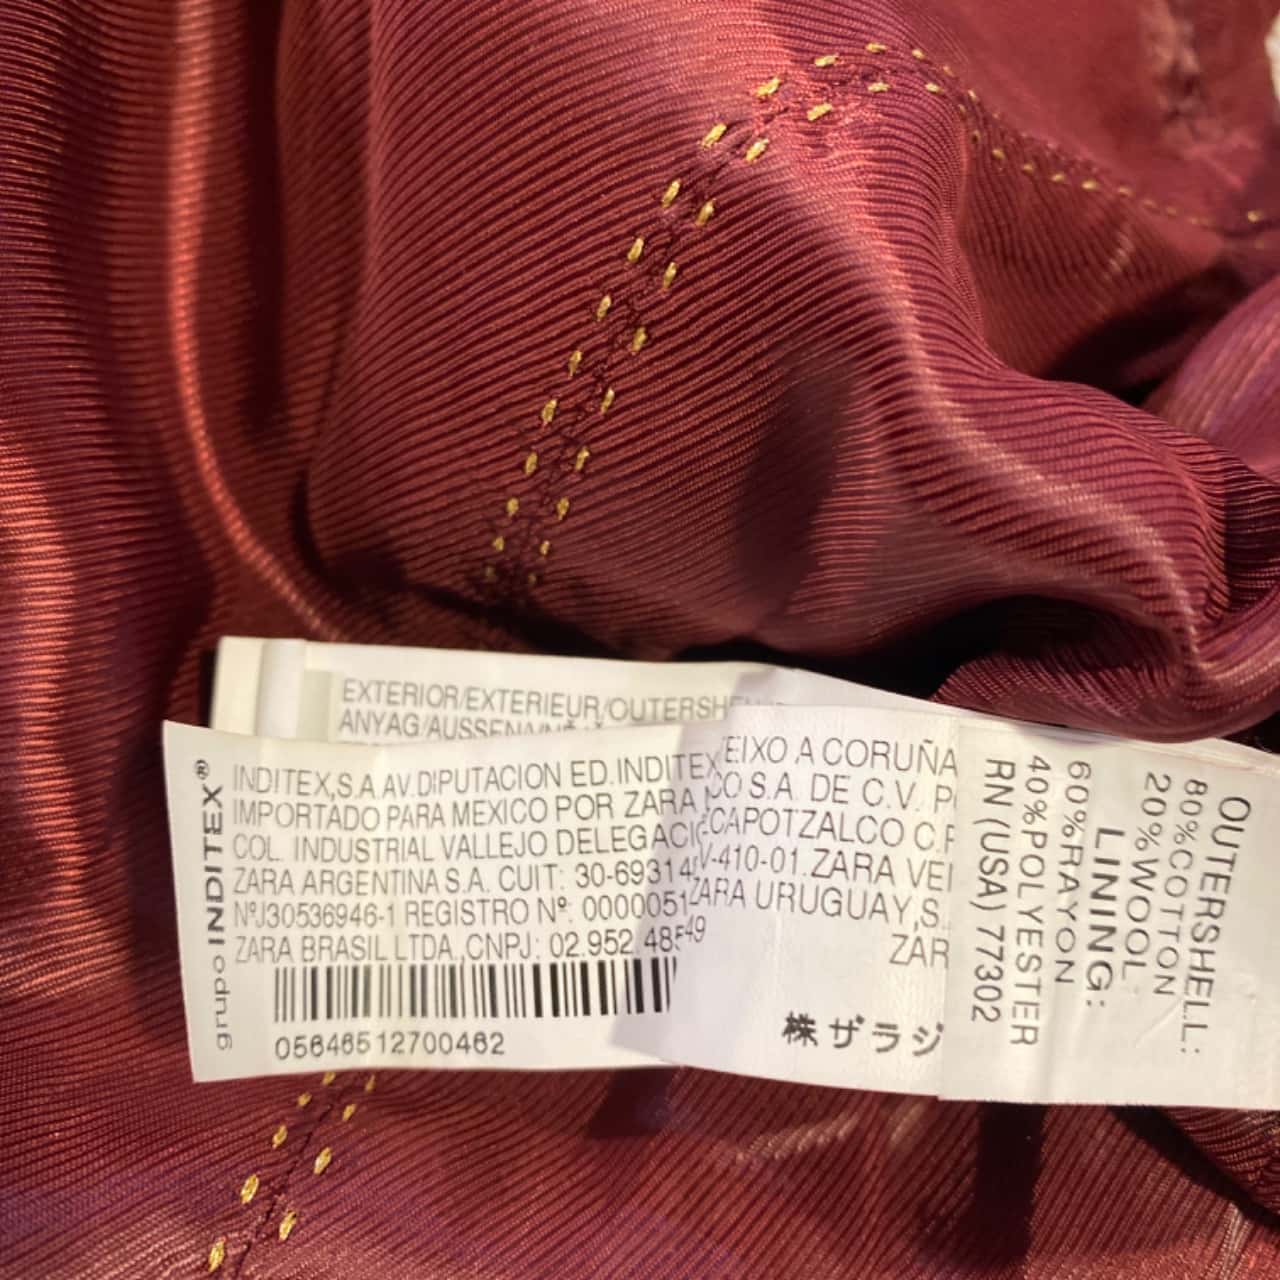 EXTERIOR/EXTERIEUR/OUTERSHE
ANYAG/AUSSEN/
grupo INDITEX®
INDITEX,S.A AV.DIPUTACION ED.INDITEX
IMPORTADO PARA MEXICO POR ZARA
COL. INDUSTRIAL VALLEJO DELEGACI
ZARA ARGENTINA S.A. CUIT: 30-69314
NºJ30536946-1 REGISTRO Nº: 0000051
ZARA BRASIL LTDA.,CNPJ: 02.952.485
05646512700462
TEIXO A CORUÑA
CO S.A. DE C.V. P
CAPOTZALCO C.P
V-410-01.ZARA VE
ZARA URUGUAY,S.
49
ZAR
株ザラジ
OUTERSHELL:
80%COTTON
20%WOOL
LINING:
60%RAYON
40%POLYESTER
RN (USA) 77302